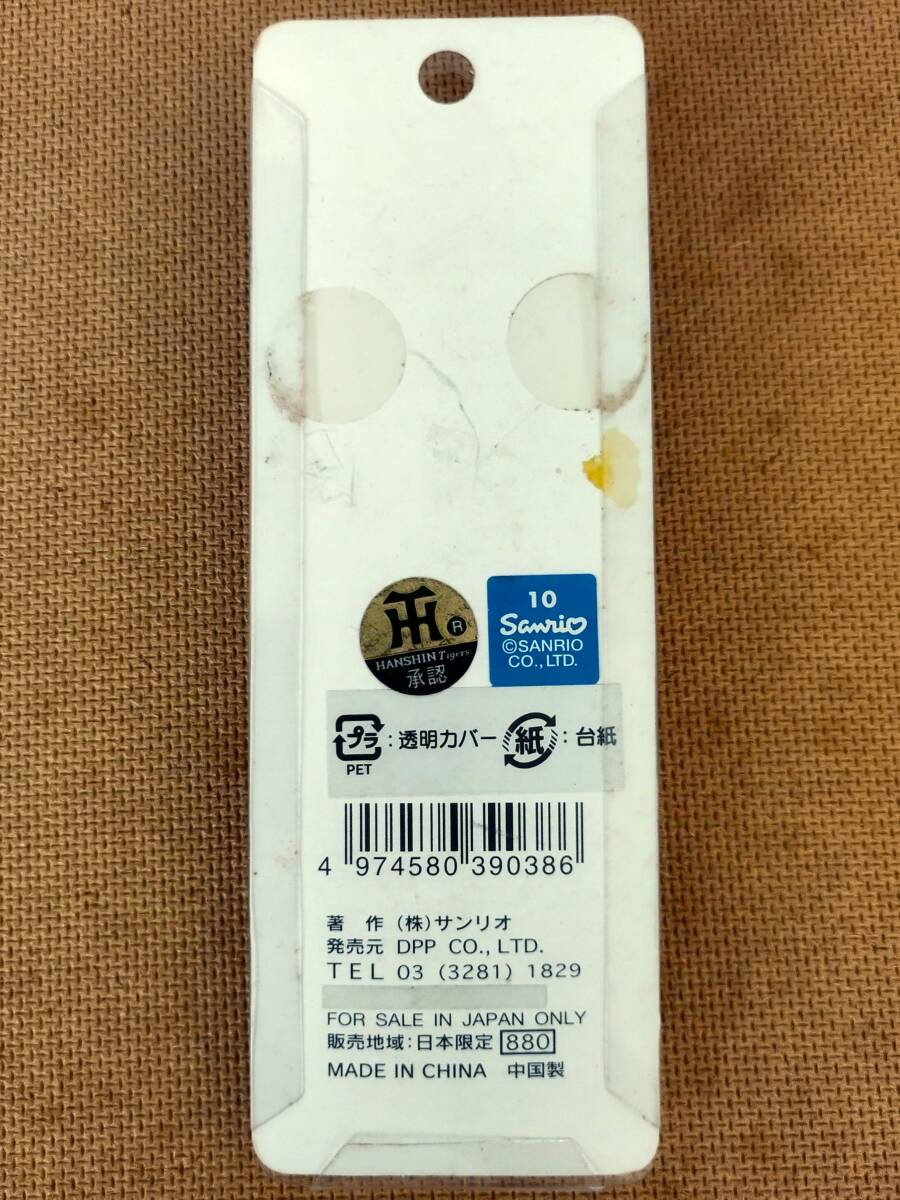 TH
R
HANSHIN Tigers
承認
10
Sanrio
©SANRIO
CO., LTD.
プラ:透明カバー 紙:台紙
PET
4 974580 390386
著 作 (株)サンリオ
発売元 DPP CO., LTD.
TEL 03 (3281) 1829
FOR SALE IN JAPAN ONLY
販売地域:日本限定 880
MADE IN CHINA 中国製